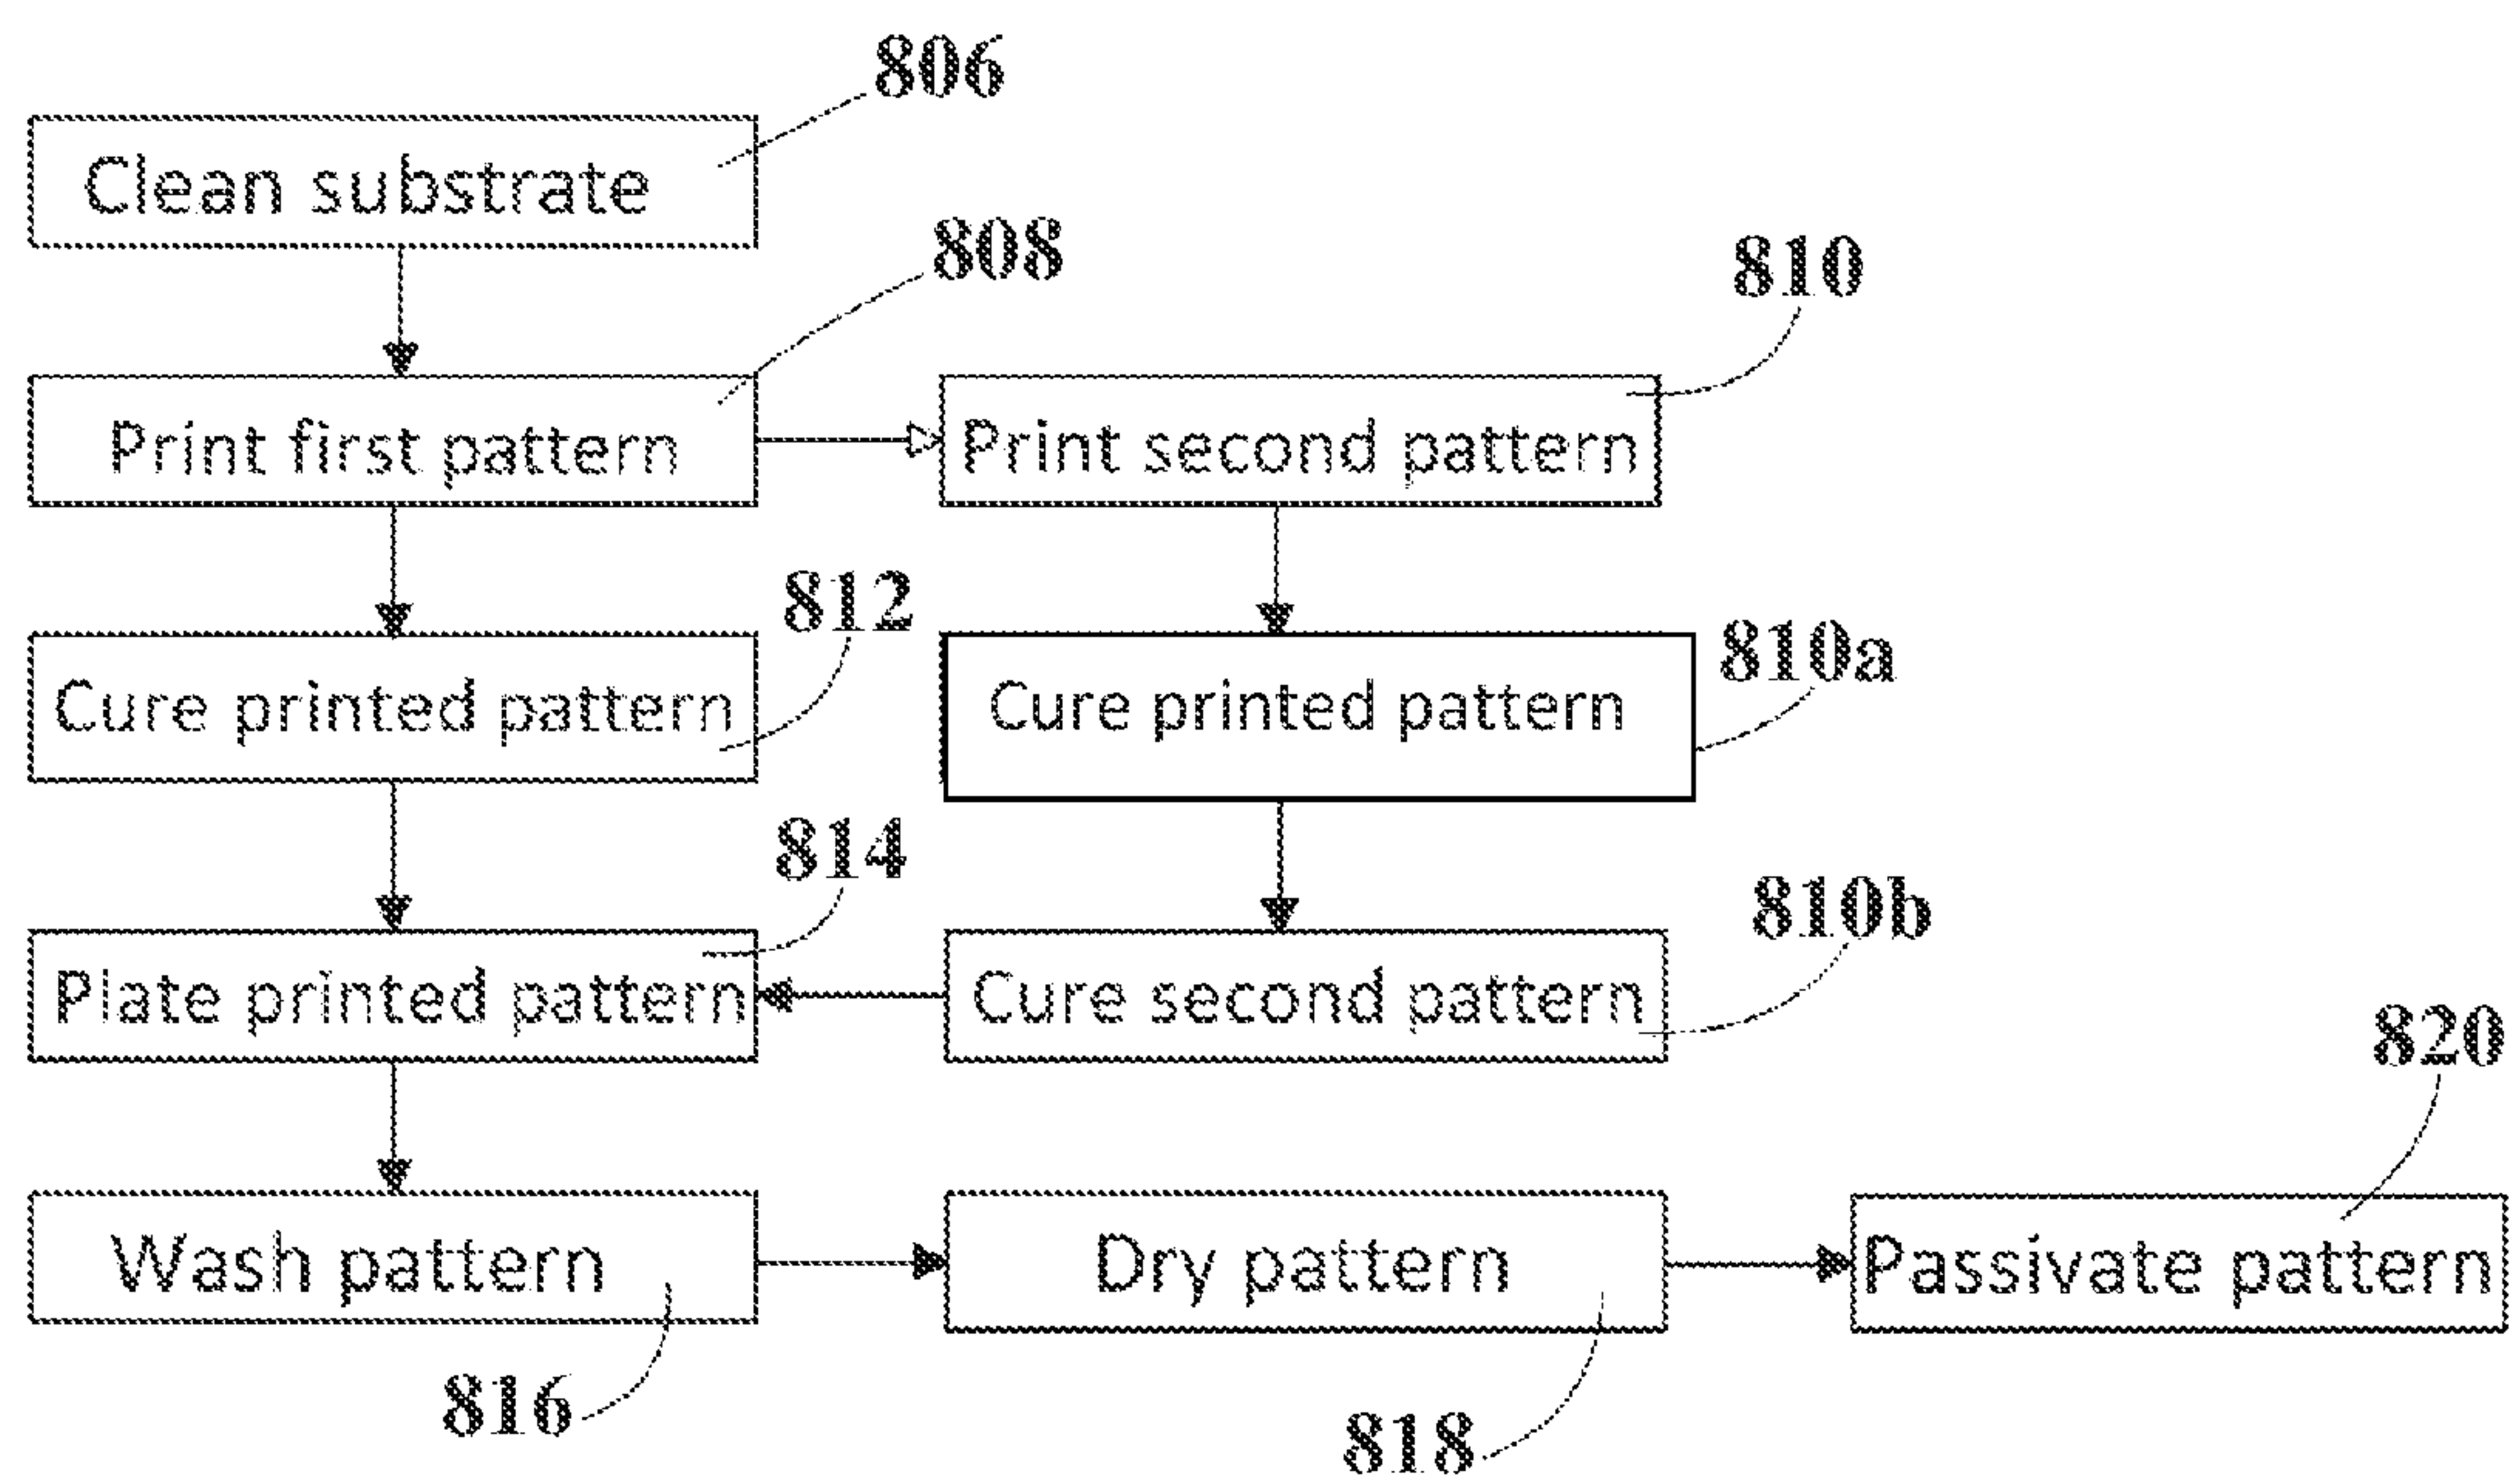 806
Clean substrate
808
810
Print first pattern
Print second pattern
812
810a
Cure printed pattern
Cure printed pattern
814
810b
Plate printed pattern
Cure second pattern
820
Wash pattern
Dry pattern
Passivate pattern
816
818